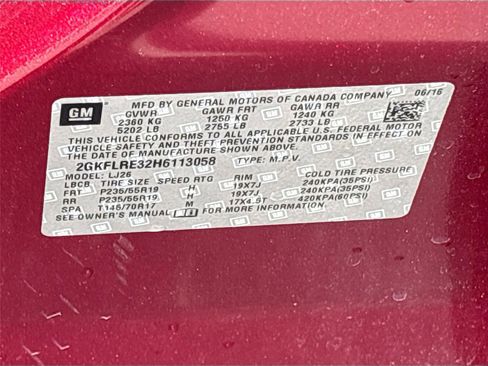 GM
MFD BY GENERAL MOTORS OF CANADA COMPANY 06/16
GVWR GAWR FRT GAWR RR
2360 KG 1250 KG 1240 KG
5202 LB 2755 LB 2733 LB
THIS VEHICLE CONFORMS TO ALL APPLICABLE U.S. FEDERAL MOTOR
VEHICLE SAFETY AND THEFT PREVENTION STANDARDS IN EFFECT ON
THE DATE OF MANUFACTURE SHOWN ABOVE.
2GKFLRE32H6113058 TYPE: M.P.V.
MODEL: LJ26
LBCB TIRE SIZE SPEED RTG RIM COLD TIRE PRESSURE
FRT P235/55R19 H 19X7J 240KPA(35PSI)
RR P235/55R19 H 19X7J 240KPA(35PSI)
SPA T145/70R17 M 17X4.5T 420KPA(60PSI)
SEE OWNER'S MANUAL FOR MORE INFORMATION.